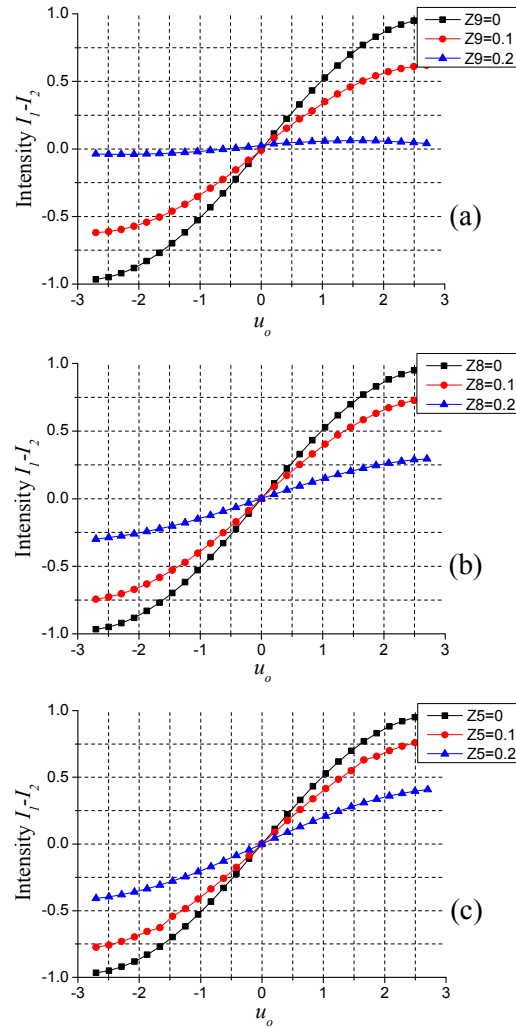 1.0
Z9=0
Z9=0.1
Z9=0.2
0.5
0.0
-0.5
-1.0
Intensity I1-I2
-3 -2 -1 0 1 2 3
uo
(a)
1.0
Z8=0
Z8=0.1
Z8=0.2
0.5
0.0
-0.5
-1.0
Intensity I1-I2
-3 -2 -1 0 1 2 3
uo
(b)
1.0
Z5=0
Z5=0.1
Z5=0.2
0.5
0.0
-0.5
-1.0
Intensity I1-I2
-3 -2 -1 0 1 2 3
uo
(c)